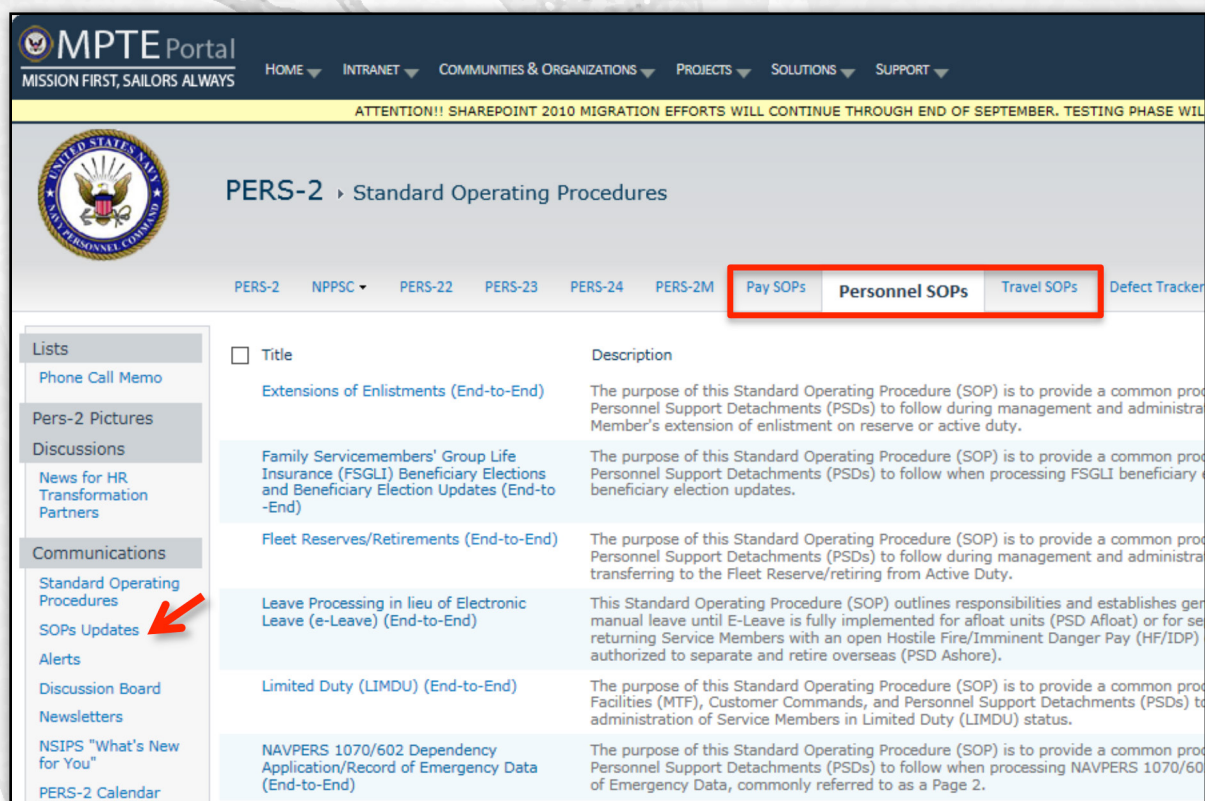 MPTE Portal
MISSION FIRST, SAILORS ALWAYS
HOME INTRANET COMMUNITIES & ORGANIZATIONS PROJECTS SOLUTIONS SUPPORT
ATTENTION!! SHAREPOINT 2010 MIGRATION EFFORTS WILL CONTINUE THROUGH END OF SEPTEMBER. TESTING PHASE WIL
UNITED STATES NAVY
NAVY PERSONNEL COMMAND
PERS-2 › Standard Operating Procedures
PERS-2 NPPSC PERS-22 PERS-23 PERS-24 PERS-2M Pay SOPs Personnel SOPs Travel SOPs Defect Tracker
Lists
Phone Call Memo
Pers-2 Pictures
Discussions
News for HR
Transformation
Partners
Communications
Standard Operating
Procedures
SOPs Updates
Alerts
Discussion Board
Newsletters
NSIPS "What's New
for You"
PERS-2 Calendar
Title Description
Extensions of Enlistments (End-to-End)
The purpose of this Standard Operating Procedure (SOP) is to provide a common proc
Personnel Support Detachments (PSDs) to follow during management and administra
Member's extension of enlistment on reserve or active duty.
Family Servicemembers' Group Life
Insurance (FSGLI) Beneficiary Elections
and Beneficiary Election Updates (End-to
-End)
The purpose of this Standard Operating Procedure (SOP) is to provide a common proc
Personnel Support Detachments (PSDs) to follow when processing FSGLI beneficiary e
beneficiary election updates.
Fleet Reserves/Retirements (End-to-End)
The purpose of this Standard Operating Procedure (SOP) is to provide a common proc
Personnel Support Detachments (PSDs) to follow during management and administra
transferring to the Fleet Reserve/retiring from Active Duty.
Leave Processing in lieu of Electronic
Leave (e-Leave) (End-to-End)
This Standard Operating Procedure (SOP) outlines responsibilities and establishes ger
manual leave until E-Leave is fully implemented for afloat units (PSD Afloat) or for se
returning Service Members with an open Hostile Fire/Imminent Danger Pay (HF/IDP)
authorized to separate and retire overseas (PSD Ashore).
Limited Duty (LIMDU) (End-to-End)
The purpose of this Standard Operating Procedure (SOP) is to provide a common proc
Facilities (MTF), Customer Commands, and Personnel Support Detachments (PSDs) to
administration of Service Members in Limited Duty (LIMDU) status.
NAVPERS 1070/602 Dependency
Application/Record of Emergency Data
(End-to-End)
The purpose of this Standard Operating Procedure (SOP) is to provide a common proc
Personnel Support Detachments (PSDs) to follow when processing NAVPERS 1070/60
of Emergency Data, commonly referred to as a Page 2.